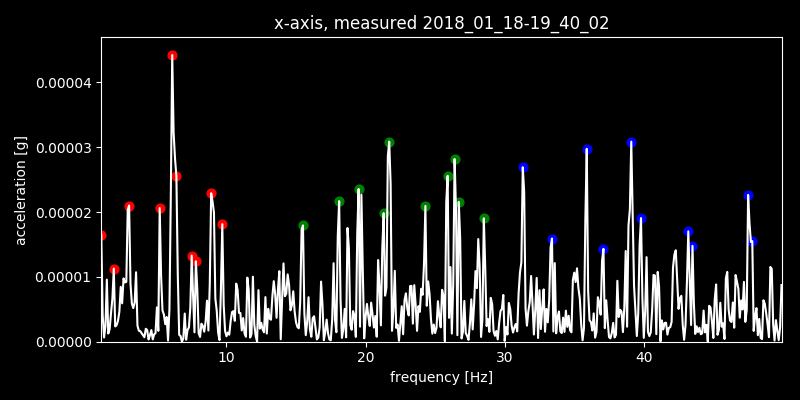 x-axis, measured 2018_01_18-19_40_02
acceleration [g]
0.00004
0.00003
0.00002
0.00001
0.00000
10 20 30 40
frequency [Hz]